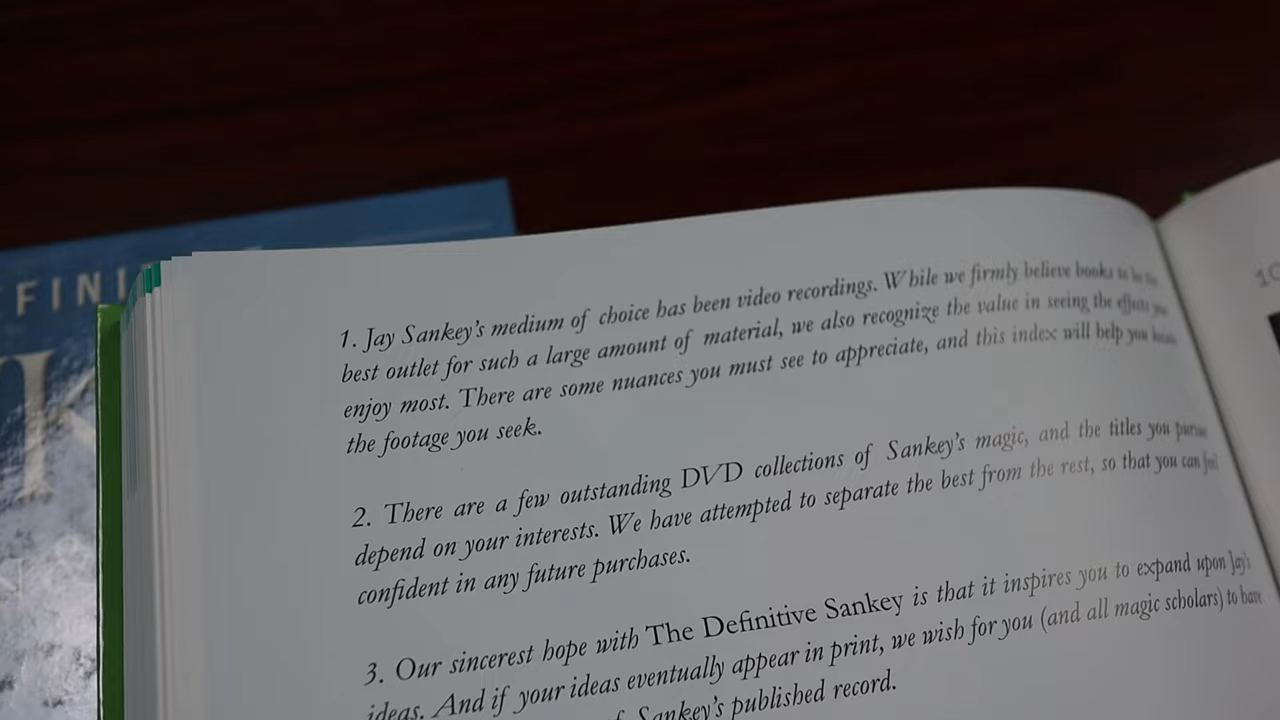 FINI
K
1. Jay Sankey's medium of choice has been video recordings. While we firmly believe books to be the
best outlet for such a large amount of material, we also recognize the value in seeing the effects you
enjoy most. There are some nuances you must see to appreciate, and this index will help you
the footage you seek.
2. There are a few outstanding DVD collections of Sankey's magic, and the titles you pursue
depend on your interests. We have attempted to separate the best from the rest, so that you can feel
confident in any future purchases.
3. Our sincerest hope with The Definitive Sankey is that it inspires you to expand upon Jay's
ideas. And if your ideas eventually appear in print, we wish for you (and all magic scholars) to have
Sankey's published record.